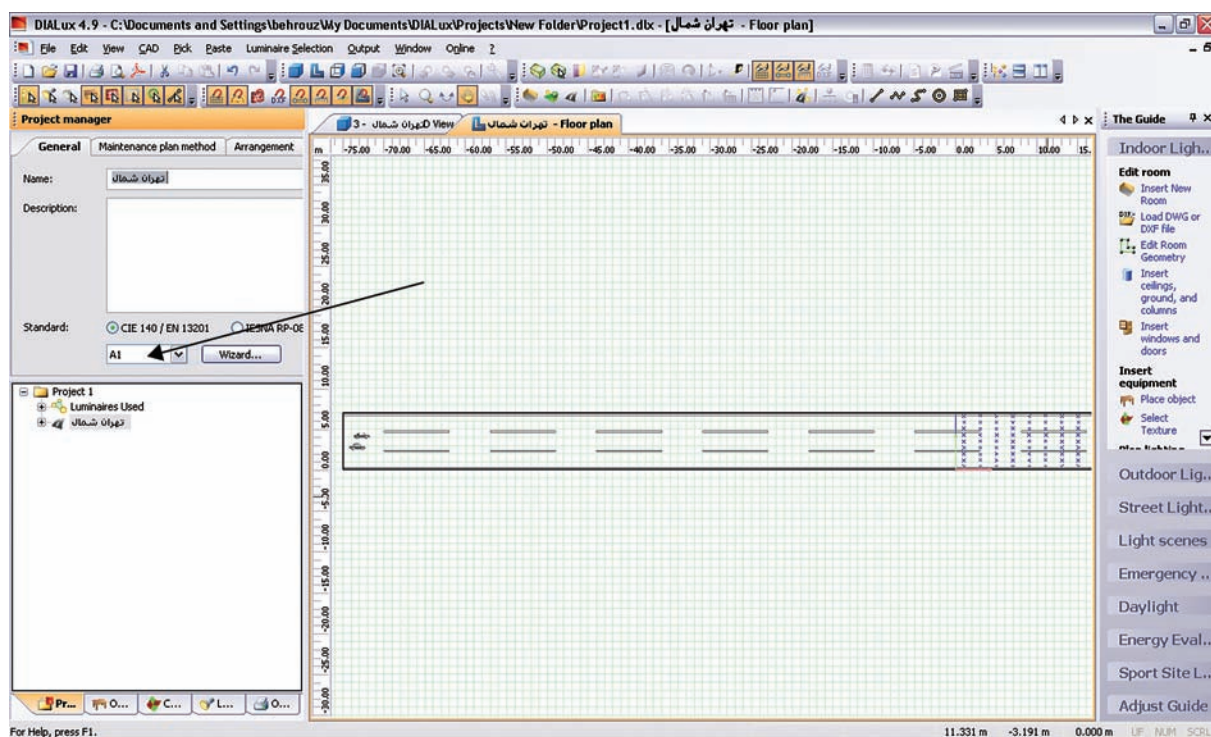 DIALux 4.9 - C:\Documents and Settings\behrouz\My Documents\DIALux\Projects\New Folder\Project1.dlx - [تهران شمال - Floor plan]
File Edit View CAD Pick Paste Luminaire Selection Output Window Online ?
Project manager
General Maintenance plan method Arrangement
Name: تهران شمال
Description:
Standard: CIE 140 / EN 13201 IESNA RP-08
A1 Wizard...
Project 1
Luminaires Used
تهران شمال
Pr... O... C... L... O...
تهران شمال - 3D View
تهران شمال - Floor plan
m -75.00 -70.00 -65.00 -60.00 -55.00 -50.00 -45.00 -40.00 -35.00 -30.00 -25.00 -20.00 -15.00 -10.00 -5.00 0.00 5.00 10.00 15.
35.00
30.00
25.00
20.00
15.00
10.00
5.00
0.00
-5.00
-10.00
-15.00
-20.00
-25.00
-30.00
The Guide
Indoor Ligh..
Edit room
Insert New
Room
Load DWG or
DXF file
Edit Room
Geometry
Insert
ceilings,
ground, and
columns
Insert
windows and
doors
Insert
equipment
Place object
Select
Texture
Plan lighting
Outdoor Lig..
Street Light..
Light scenes
Emergency ..
Daylight
Energy Eval..
Sport Site L..
Adjust Guide
For Help, press F1.
11.331 m -3.191 m 0.000 m UF NUM SCRL